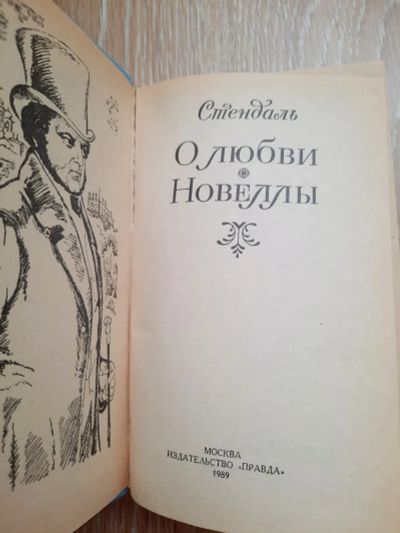 Стендаль
О ЛЮБВИ
НОВЕЛЛЫ
МОСКВА
ИЗДАТЕЛЬСТВО «ПРАВДА»
1989